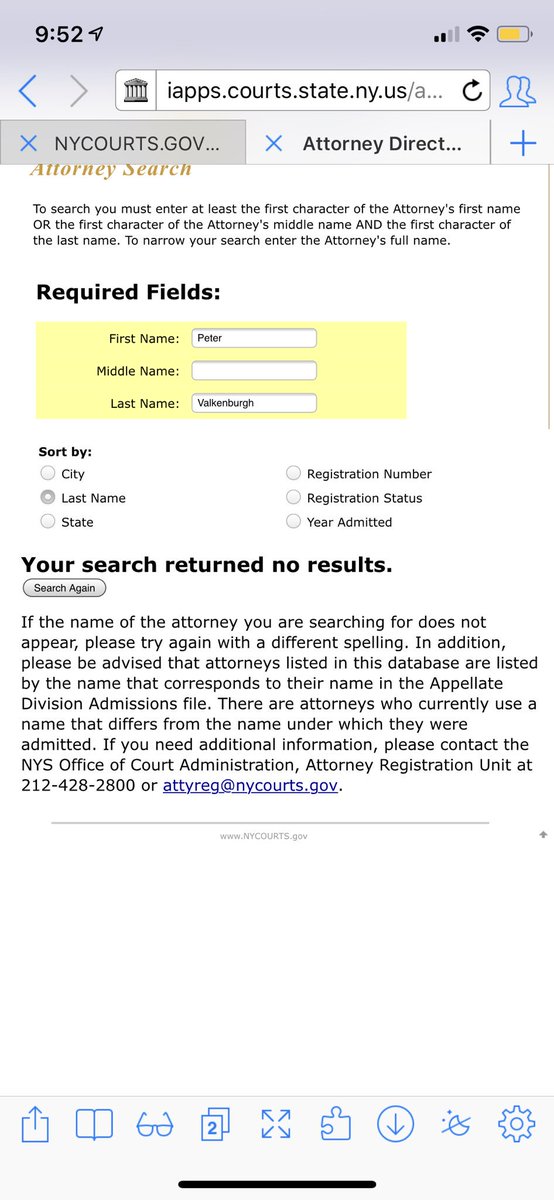 9:52
iapps.courts.state.ny.us/a...
NYCOURTS.GOV...
Attorney Direct...
Attorney Search
To search you must enter at least the first character of the Attorney's first name
OR the first character of the Attorney's middle name AND the first character of
the last name. To narrow your search enter the Attorney's full name.
Required Fields:
First Name: Peter
Middle Name:
Last Name: Valkenburgh
Sort by:
City Registration Number
Last Name Registration Status
State Year Admitted
Your search returned no results.
Search Again
If the name of the attorney you are searching for does not
appear, please try again with a different spelling. In addition,
please be advised that attorneys listed in this database are listed
by the name that corresponds to their name in the Appellate
Division Admissions file. There are attorneys who currently use a
name that differs from the name under which they were
admitted. If you need additional information, please contact the
NYS Office of Court Administration, Attorney Registration Unit at
212-428-2800 or attyreg@nycourts.gov.
www.NYCOURTS.gov
2